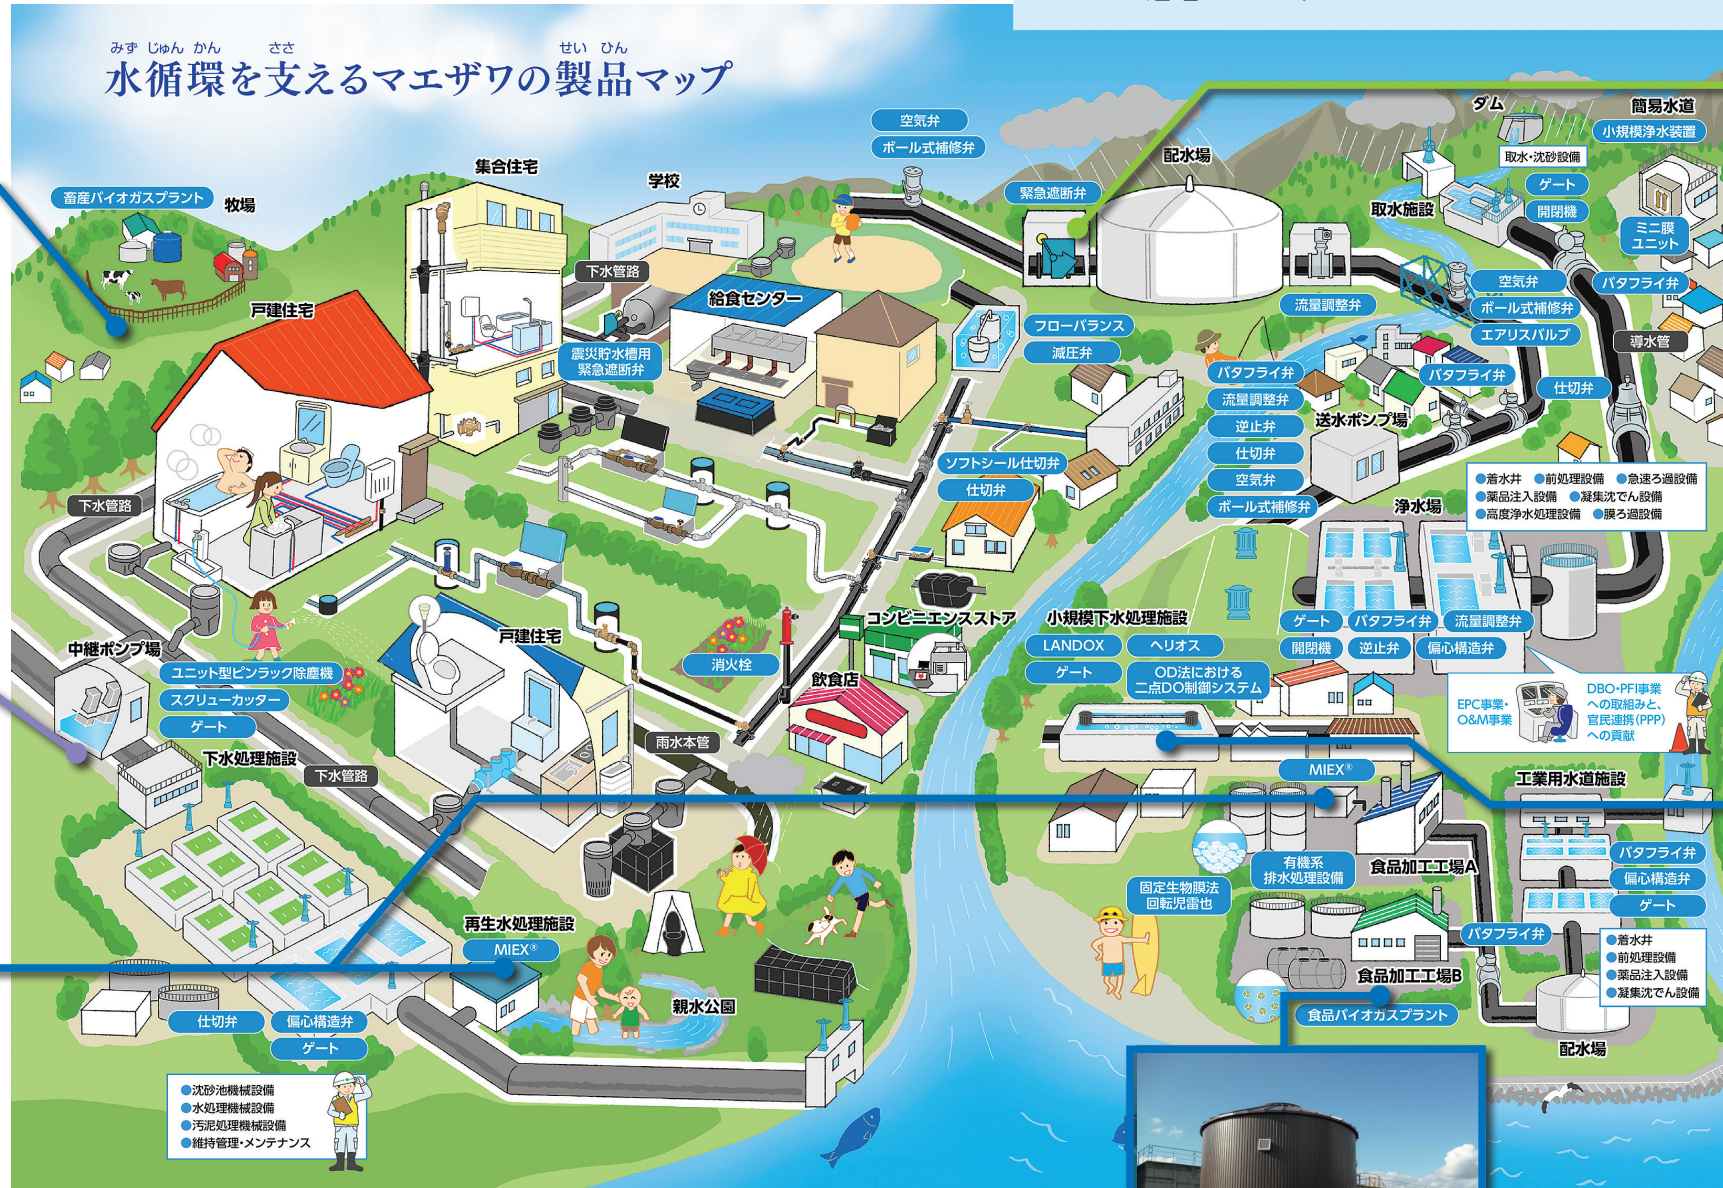 みず じゅん かん ささ せい ひん
水循環を支えるマエザワの製品マップ
空気弁
ボール式補修弁
集合住宅
学校
畜産バイオガスプラント
牧場
戸建住宅
下水管路
給食センター
震災貯水槽用
緊急遮断弁
緊急遮断弁
配水場
流量調整弁
フローバランス
減圧弁
ダム
簡易水道
小規模浄水装置
取水・沈砂設備
ゲート
開閉機
取水施設
ミニ膜
ユニット
空気弁
ボール式補修弁
エアリスバルブ
バタフライ弁
導水管
バタフライ弁
仕切弁
バタフライ弁
流量調整弁
逆止弁
仕切弁
空気弁
ボール式補修弁
送水ポンプ場
ソフトシール仕切弁
仕切弁
●着水井 ●前処理設備 ●急速ろ過設備
●薬品注入設備 ●凝集沈でん設備
●高度浄水処理設備 ●膜ろ過設備
浄水場
ゲート
バタフライ弁
流量調整弁
開閉機
逆止弁
偏心構造弁
EPC事業・
O&M事業
DBO・PFI事業
への取組みと、
官民連携(PPP)
への貢献
下水管路
中継ポンプ場
ユニット型ピンラック除塵機
スクリューカッター
ゲート
戸建住宅
消火栓
コンビニエンスストア
飲食店
雨水本管
小規模下水処理施設
LANDOX
ヘリオス
ゲート
OD法における
二点DO制御システム
下水処理施設
下水管路
MIEX®
工業用水道施設
バタフライ弁
偏心構造弁
ゲート
有機系
排水処理設備
食品加工工場A
固定生物膜法
回転児雷也
バタフライ弁
食品加工工場B
食品バイオガスプラント
●着水井
●前処理設備
●薬品注入設備
●凝集沈でん設備
配水場
再生水処理施設
MIEX®
親水公園
仕切弁
偏心構造弁
ゲート
●沈砂池機械設備
●水処理機械設備
●汚泥処理機械設備
●維持管理・メンテナンス